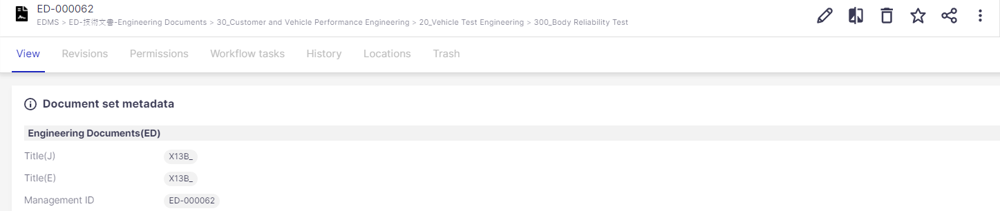 ED-000062
EDMS > ED-技術文書-Engineering Documents > 30_Customer and Vehicle Performance Engineering > 20_Vehicle Test Engineering > 300_Body Reliability Test
View Revisions Permissions Workflow tasks History Locations Trash
Document set metadata
Engineering Documents(ED)
Title(J) X13B_
Title(E) X13B_
Management ID ED-000062